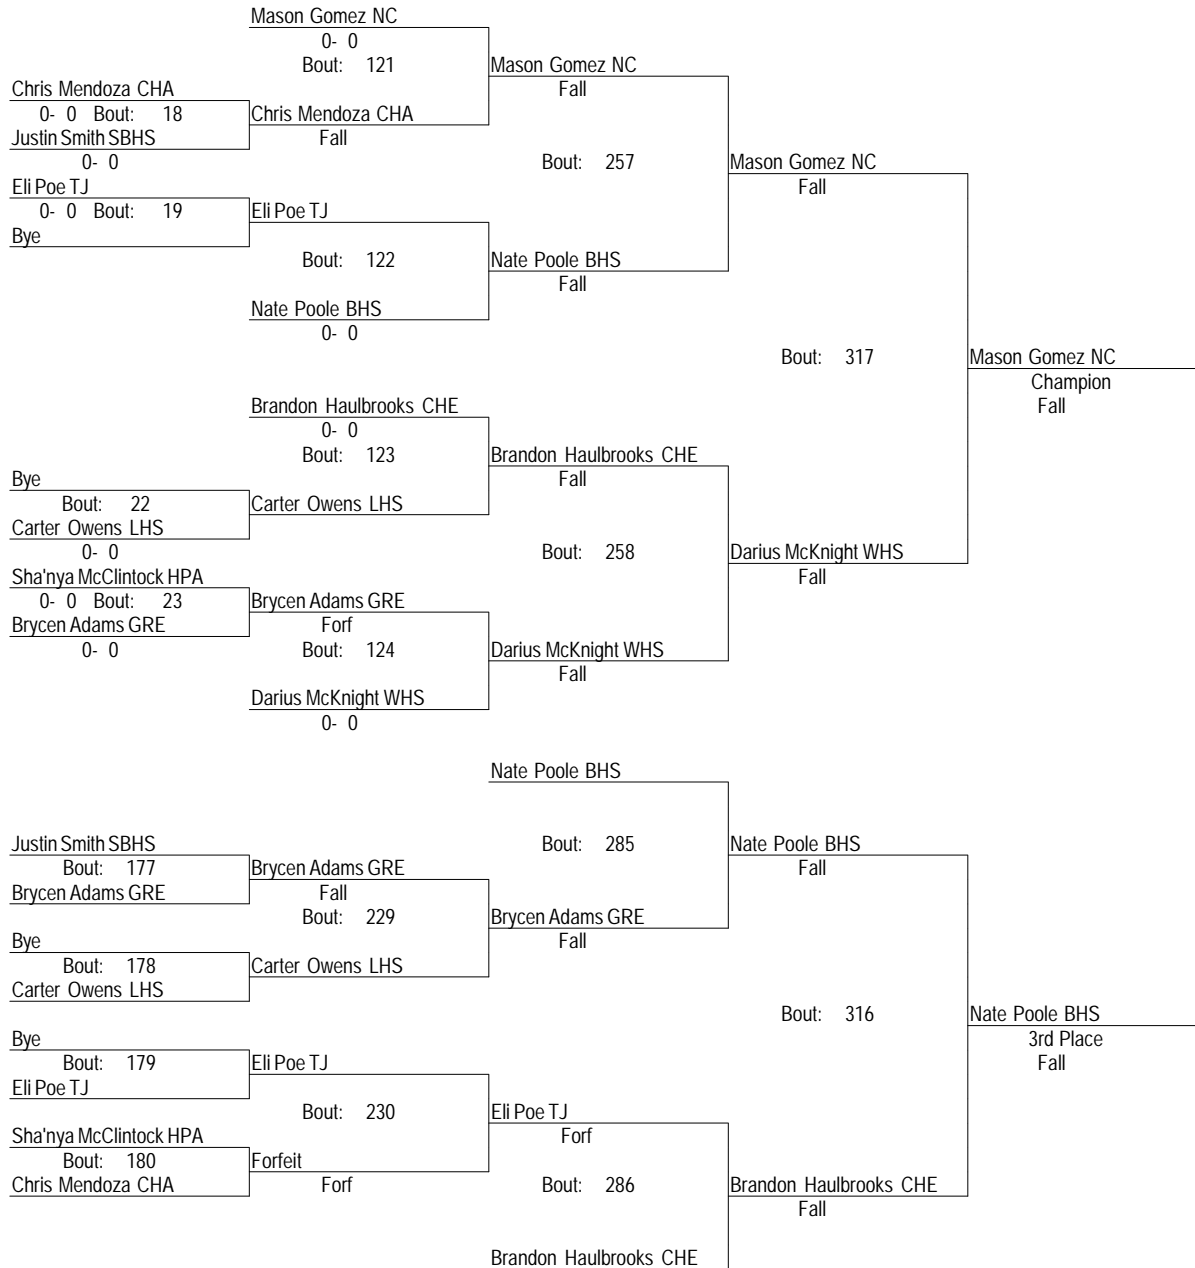 Mason Gomez NC
0- 0
Bout: 121
Mason Gomez NC
Fall
Chris Mendoza CHA
0- 0 Bout: 18
Chris Mendoza CHA
Fall
Justin Smith SBHS
0- 0
Bout: 257
Mason Gomez NC
Fall
Eli Poe TJ
0- 0 Bout: 19
Eli Poe TJ
Bye
Bout: 122
Nate Poole BHS
Fall
Nate Poole BHS
0- 0
Bout: 317
Mason Gomez NC
Champion
Fall
Brandon Haulbrooks CHE
0- 0
Bout: 123
Brandon Haulbrooks CHE
Fall
Bye
Bout: 22
Carter Owens LHS
Carter Owens LHS
0- 0
Bout: 258
Darius McKnight WHS
Fall
Sha'nya McClintock HPA
0- 0 Bout: 23
Brycen Adams GRE
Forf
Brycen Adams GRE
0- 0
Bout: 124
Darius McKnight WHS
Fall
Darius McKnight WHS
0- 0
Nate Poole BHS
Justin Smith SBHS
Bout: 285
Nate Poole BHS
Fall
Bout: 177
Brycen Adams GRE
Fall
Brycen Adams GRE
Bout: 229
Brycen Adams GRE
Fall
Bye
Bout: 178
Carter Owens LHS
Carter Owens LHS
Bout: 316
Nate Poole BHS
3rd Place
Fall
Bye
Bout: 179
Eli Poe TJ
Eli Poe TJ
Bout: 230
Eli Poe TJ
Forf
Sha'nya McClintock HPA
Bout: 180
Forfeit
Forf
Chris Mendoza CHA
Bout: 286
Brandon Haulbrooks CHE
Fall
Brandon Haulbrooks CHE